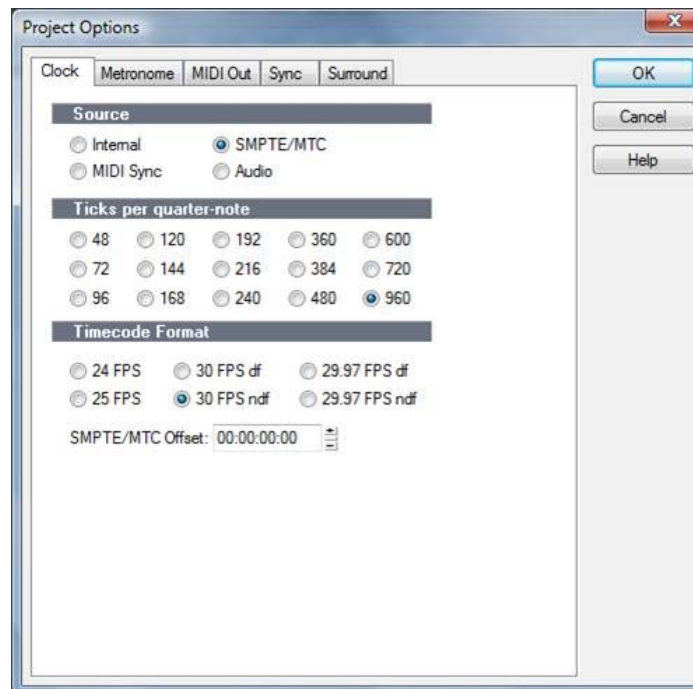 Project Options
Clock Metronome MIDI Out Sync Surround
OK
Cancel
Help
Source
Internal SMPTE/MTC
MIDI Sync Audio
Ticks per quarter-note
48 120 192 360 600
72 144 216 384 720
96 168 240 480 960
Timecode Format
24 FPS 30 FPS df 29.97 FPS df
25 FPS 30 FPS ndf 29.97 FPS ndf
SMPTE/MTC Offset: 00:00:00:00